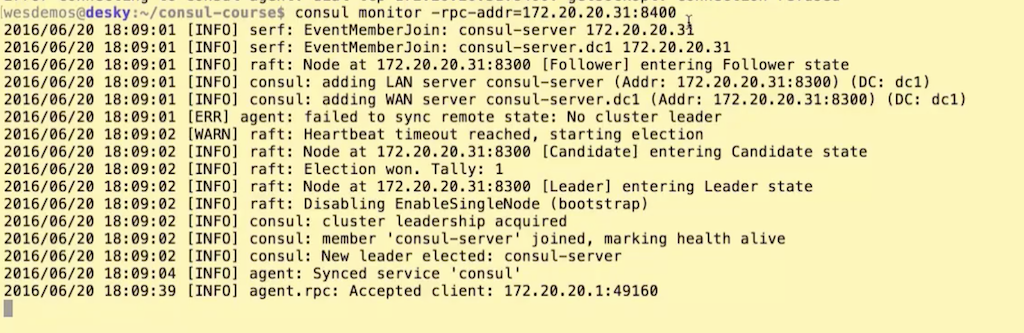 wesdemos@desky:~/consul-course$ consul monitor -rpc-addr=172.20.20.31:8400
2016/06/20 18:09:01 [INFO] serf: EventMemberJoin: consul-server 172.20.20.31
2016/06/20 18:09:01 [INFO] serf: EventMemberJoin: consul-server.dc1 172.20.20.31
2016/06/20 18:09:01 [INFO] raft: Node at 172.20.20.31:8300 [Follower] entering Follower state
2016/06/20 18:09:01 [INFO] consul: adding LAN server consul-server (Addr: 172.20.20.31:8300) (DC: dc1)
2016/06/20 18:09:01 [INFO] consul: adding WAN server consul-server.dc1 (Addr: 172.20.20.31:8300) (DC: dc1)
2016/06/20 18:09:01 [ERR] agent: failed to sync remote state: No cluster leader
2016/06/20 18:09:02 [WARN] raft: Heartbeat timeout reached, starting election
2016/06/20 18:09:02 [INFO] raft: Node at 172.20.20.31:8300 [Candidate] entering Candidate state
2016/06/20 18:09:02 [INFO] raft: Election won. Tally: 1
2016/06/20 18:09:02 [INFO] raft: Node at 172.20.20.31:8300 [Leader] entering Leader state
2016/06/20 18:09:02 [INFO] raft: Disabling EnableSingleNode (bootstrap)
2016/06/20 18:09:02 [INFO] consul: cluster leadership acquired
2016/06/20 18:09:02 [INFO] consul: member 'consul-server' joined, marking health alive
2016/06/20 18:09:02 [INFO] consul: New leader elected: consul-server
2016/06/20 18:09:04 [INFO] agent: Synced service 'consul'
2016/06/20 18:09:39 [INFO] agent.rpc: Accepted client: 172.20.20.1:49160